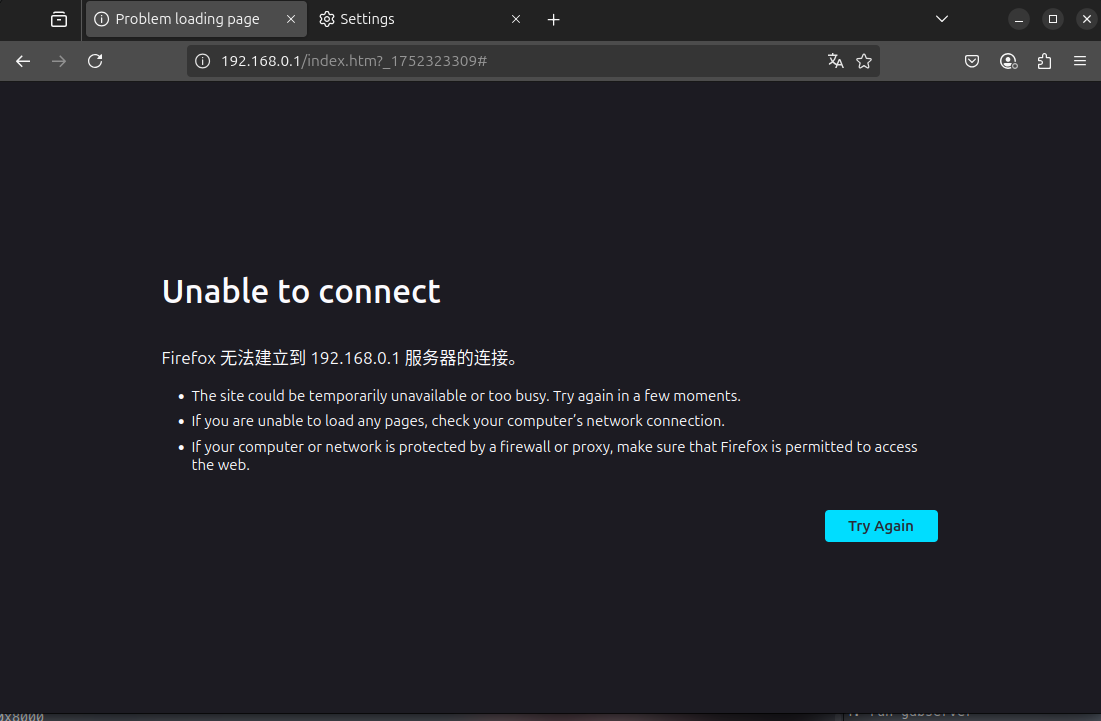 Problem loading page
Settings
192.168.0.1/index.htm?_1752323309#
Unable to connect
Firefox 无法建立到 192.168.0.1 服务器的连接。
The site could be temporarily unavailable or too busy. Try again in a few moments.
If you are unable to load any pages, check your computer’s network connection.
If your computer or network is protected by a firewall or proxy, make sure that Firefox is permitted to access
the web.
Try Again